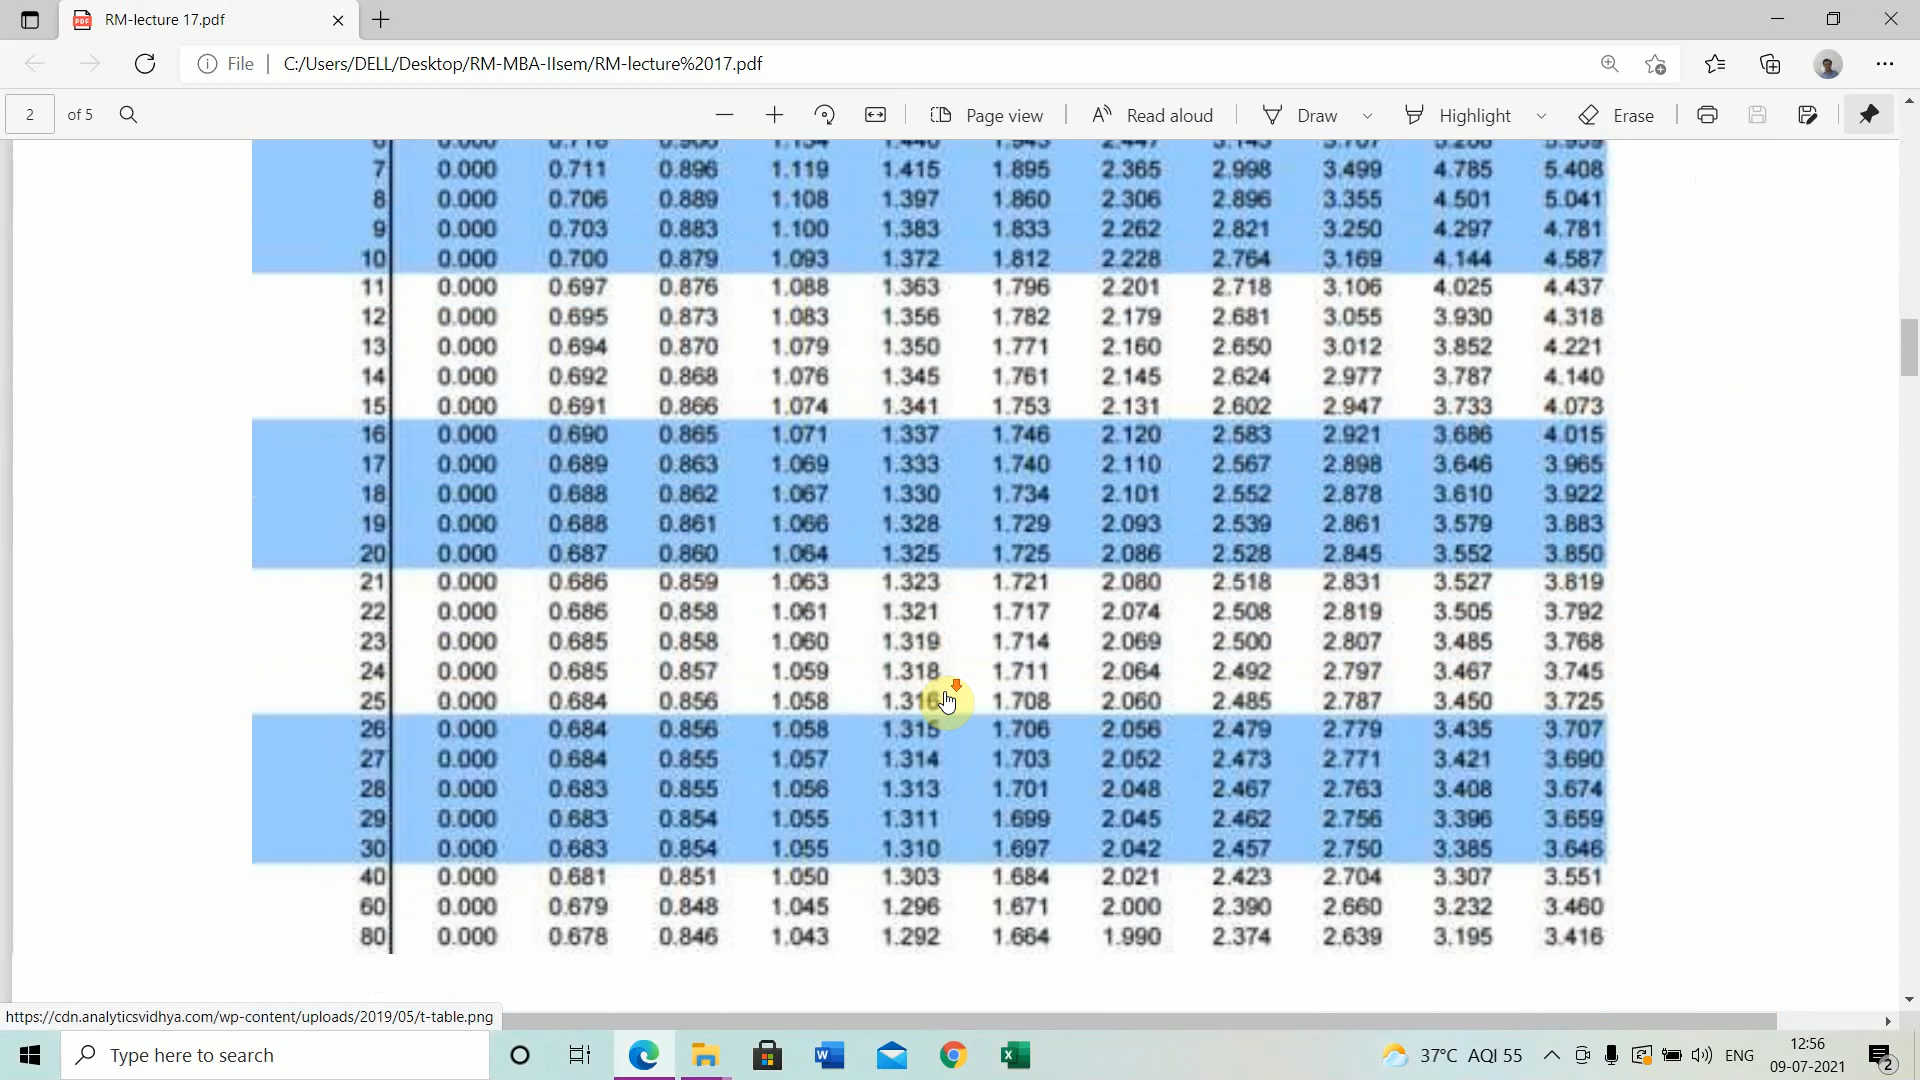 RM-lecture 17.pdf
File C:/Users/DELL/Desktop/RM-MBA-IIsem/RM-lecture%2017.pdf
2 of 5 Page view Read aloud Draw Highlight Erase
7 0.000 0.711 0.896 1.119 1.415 1.895 2.365 2.998 3.499 4.785 5.408
8 0.000 0.706 0.889 1.108 1.397 1.860 2.306 2.896 3.355 4.501 5.041
9 0.000 0.703 0.883 1.100 1.383 1.833 2.262 2.821 3.250 4.297 4.781
10 0.000 0.700 0.879 1.093 1.372 1.812 2.228 2.764 3.169 4.144 4.587
11 0.000 0.697 0.876 1.088 1.363 1.796 2.201 2.718 3.106 4.025 4.437
12 0.000 0.695 0.873 1.083 1.356 1.782 2.179 2.681 3.055 3.930 4.318
13 0.000 0.694 0.870 1.079 1.350 1.771 2.160 2.650 3.012 3.852 4.221
14 0.000 0.692 0.868 1.076 1.345 1.761 2.145 2.624 2.977 3.787 4.140
15 0.000 0.691 0.866 1.074 1.341 1.753 2.131 2.602 2.947 3.733 4.073
16 0.000 0.690 0.865 1.071 1.337 1.746 2.120 2.583 2.921 3.686 4.015
17 0.000 0.689 0.863 1.069 1.333 1.740 2.110 2.567 2.898 3.646 3.965
18 0.000 0.688 0.862 1.067 1.330 1.734 2.101 2.552 2.878 3.610 3.922
19 0.000 0.688 0.861 1.066 1.328 1.729 2.093 2.539 2.861 3.579 3.883
20 0.000 0.687 0.860 1.064 1.325 1.725 2.086 2.528 2.845 3.552 3.850
21 0.000 0.686 0.859 1.063 1.323 1.721 2.080 2.518 2.831 3.527 3.819
22 0.000 0.686 0.858 1.061 1.321 1.717 2.074 2.508 2.819 3.505 3.792
23 0.000 0.685 0.858 1.060 1.319 1.714 2.069 2.500 2.807 3.485 3.768
24 0.000 0.685 0.857 1.059 1.318 1.711 2.064 2.492 2.797 3.467 3.745
25 0.000 0.684 0.856 1.058 1.316 1.708 2.060 2.485 2.787 3.450 3.725
26 0.000 0.684 0.856 1.058 1.315 1.706 2.056 2.479 2.779 3.435 3.707
27 0.000 0.684 0.855 1.057 1.314 1.703 2.052 2.473 2.771 3.421 3.690
28 0.000 0.683 0.855 1.056 1.313 1.701 2.048 2.467 2.763 3.408 3.674
29 0.000 0.683 0.854 1.055 1.311 1.699 2.045 2.462 2.756 3.396 3.659
30 0.000 0.683 0.854 1.055 1.310 1.697 2.042 2.457 2.750 3.385 3.646
40 0.000 0.681 0.851 1.050 1.303 1.684 2.021 2.423 2.704 3.307 3.551
60 0.000 0.679 0.848 1.045 1.296 1.671 2.000 2.390 2.660 3.232 3.460
80 0.000 0.678 0.846 1.043 1.292 1.664 1.990 2.374 2.639 3.195 3.416
https://cdn.analyticsvidhya.com/wp-content/uploads/2019/05/t-table.png
Type here to search
37°C AQI 55 ENG
12:56
09-07-2021
2